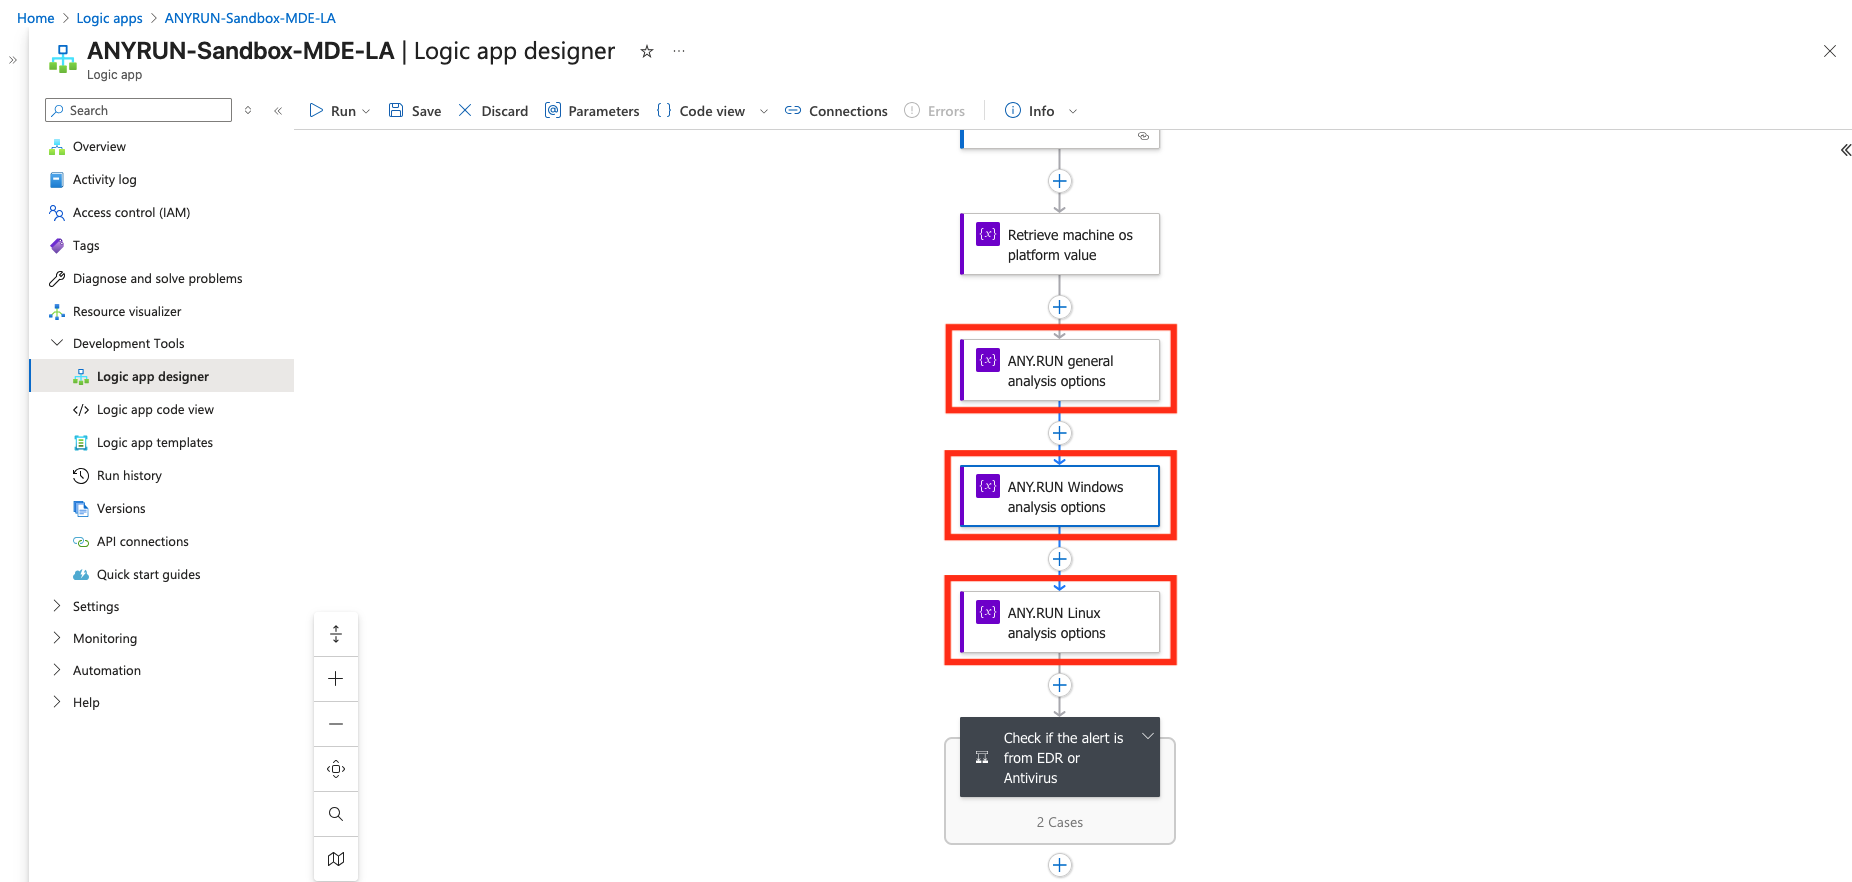 Home > Logic apps > ANYRUN-Sandbox-MDE-LA
ANYRUN-Sandbox-MDE-LA | Logic app designer
Logic app
Search
Run
Save
Discard
Parameters
Code view
Connections
Errors
Info
Overview
Activity log
Access control (IAM)
Tags
Diagnose and solve problems
Resource visualizer
Development Tools
Logic app designer
Logic app code view
Logic app templates
Run history
Versions
API connections
Quick start guides
Settings
Monitoring
Automation
Help
Retrieve machine os
platform value
ANY.RUN general
analysis options
ANY.RUN Windows
analysis options
ANY.RUN Linux
analysis options
Check if the alert is
from EDR or
Antivirus
2 Cases